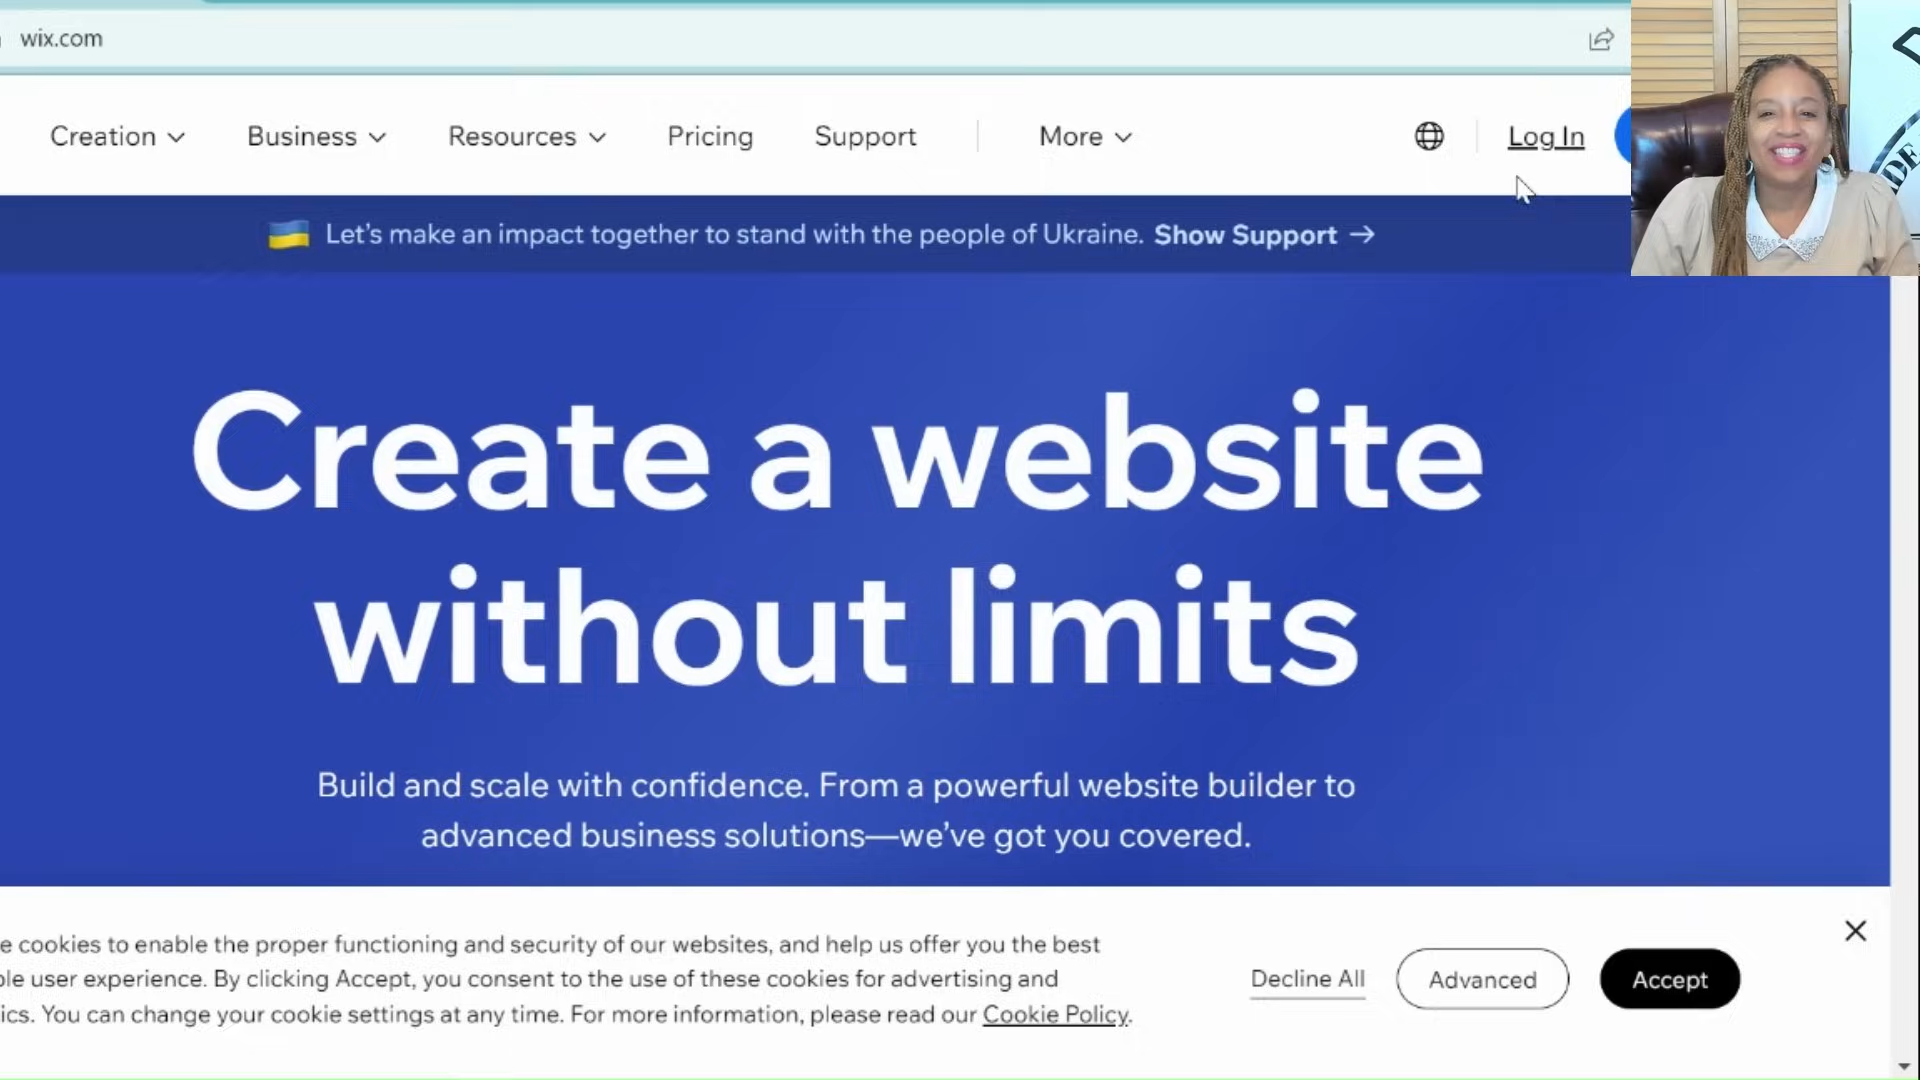 wix.com
Creation Business Resources Pricing Support More Log In
Let's make an impact together to stand with the people of Ukraine. Show Support →
Create a website
without limits
Build and scale with confidence. From a powerful website builder to
advanced business solutions—we've got you covered.
cookies to enable the proper functioning and security of our websites, and help us offer you the best
user experience. By clicking Accept, you consent to the use of these cookies for advertising and
You can change your cookie settings at any time. For more information, please read our Cookie Policy.
Decline All
Advanced
Accept